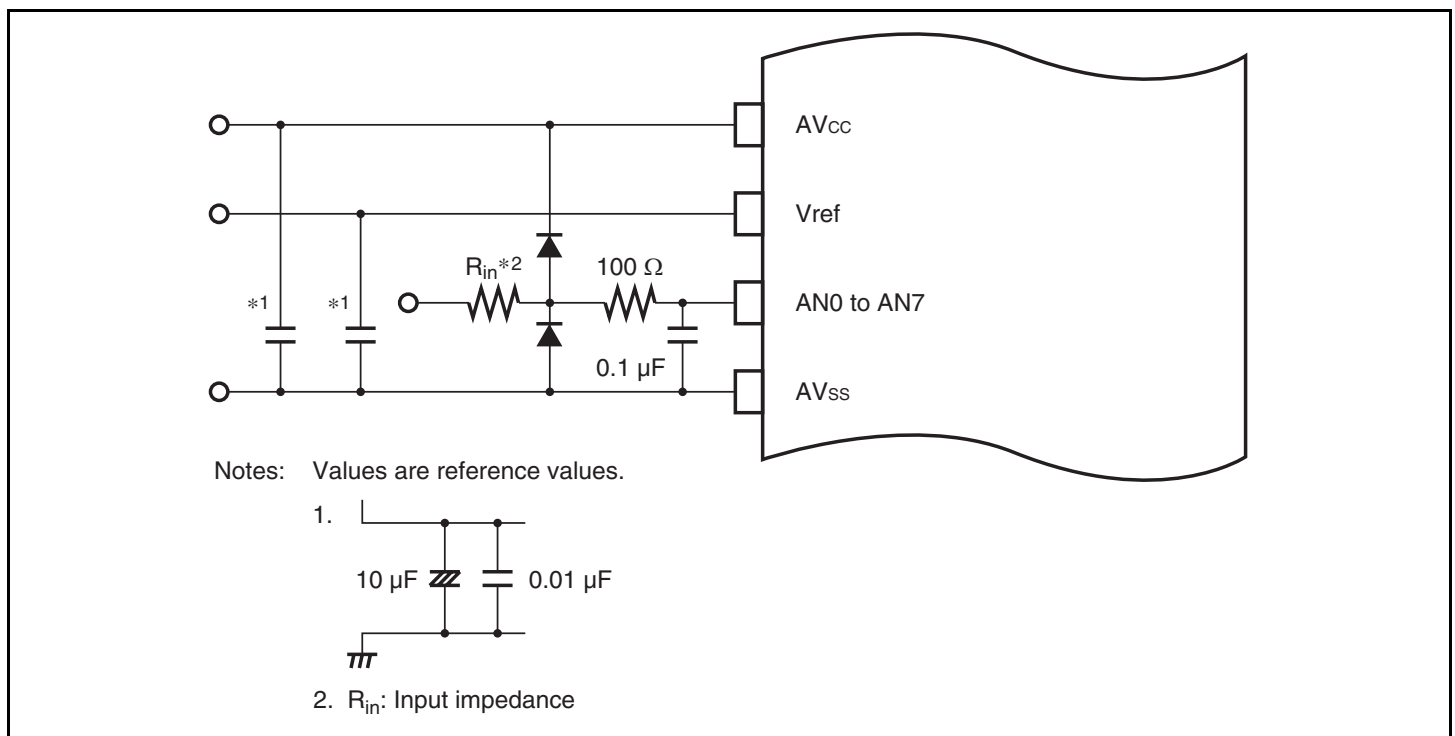 AVcc
Vref
Rin*2
100 Ω
*1
*1
AN0 to AN7
0.1 µF
AVss
Notes: Values are reference values.
1.
10 µF
0.01 µF
2. Rin: Input impedance